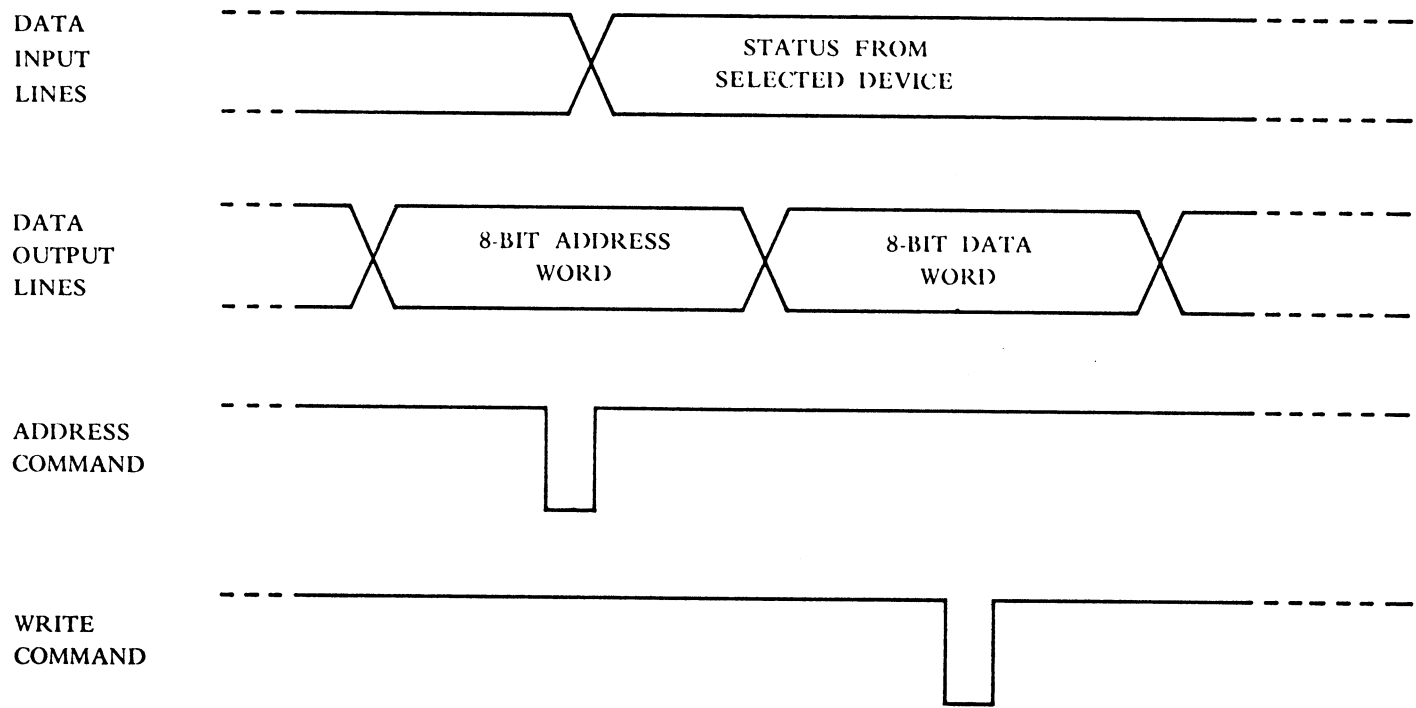 DATA
INPUT
LINES
STATUS FROM
SELECTED DEVICE
DATA
OUTPUT
LINES
8-BIT ADDRESS
WORD
8-BIT DATA
WORD
ADDRESS
COMMAND
WRITE
COMMAND